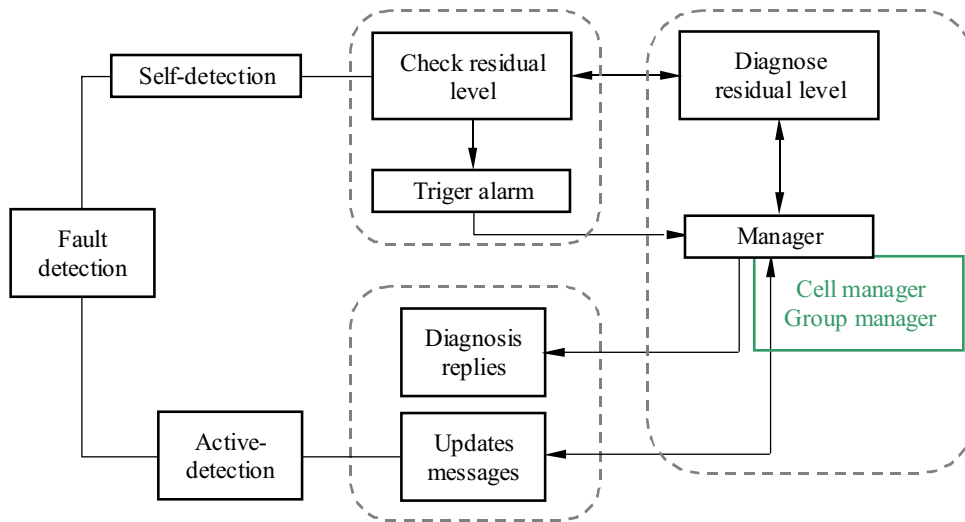 Self-detection
Check residual
level
Diagnose
residual level
Triger alarm
Fault
detection
Manager
Cell manager
Group manager
Diagnosis
replies
Active-
detection
Updates
messages